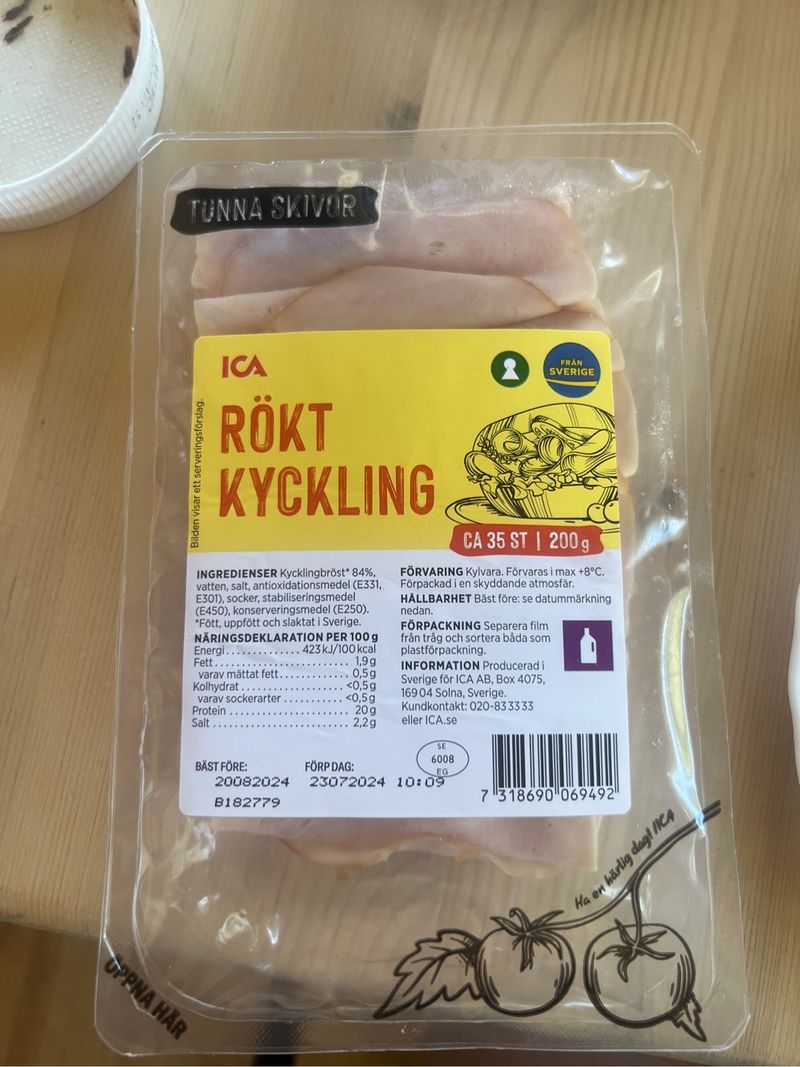 TUNNA SKIVOR
ICA
FRÅN
SVERIGE
RÖKT
KYCKLING
Bilden visar ett serveringsförslag.
CA 35 ST | 200 g
INGREDIENSER Kycklingbröst* 84%,
vatten, salt, antioxidationsmedel (E331,
E301), socker, stabiliseringsmedel
(E450), konserveringsmedel (E250).
*Fött, uppfött och slaktat i Sverige.
NÄRINGSDEKLARATION PER 100 g
Energi.............. 423 kJ/100 kcal
Fett........................ 1,9 g
varav mättat fett.............. 0,5 g
Kolhydrat.................... <0,5 g
varav sockerarter........... <0,5 g
Protein...................... 20 g
Salt......................... 2,2 g
FÖRVARING Kylvara. Förvaras i max +8°C.
Förpackad i en skyddande atmosfär.
HÅLLBARHET Bäst före: se datummärkning
nedan.
FÖRPACKNING Separera film
från tråg och sortera båda som
plastförpackning.
INFORMATION Producerad i
Sverige för ICA AB, Box 4075,
169 04 Solna, Sverige.
Kundkontakt: 020-83 33 33
eller ICA.se
BÄST FÖRE: FÖRP DAG:
20082024 23072024 10:09
B182779
SE
6008
EG
7 318690 069492
Ha en härlig dag! ICA
ÖPPNA HÄR